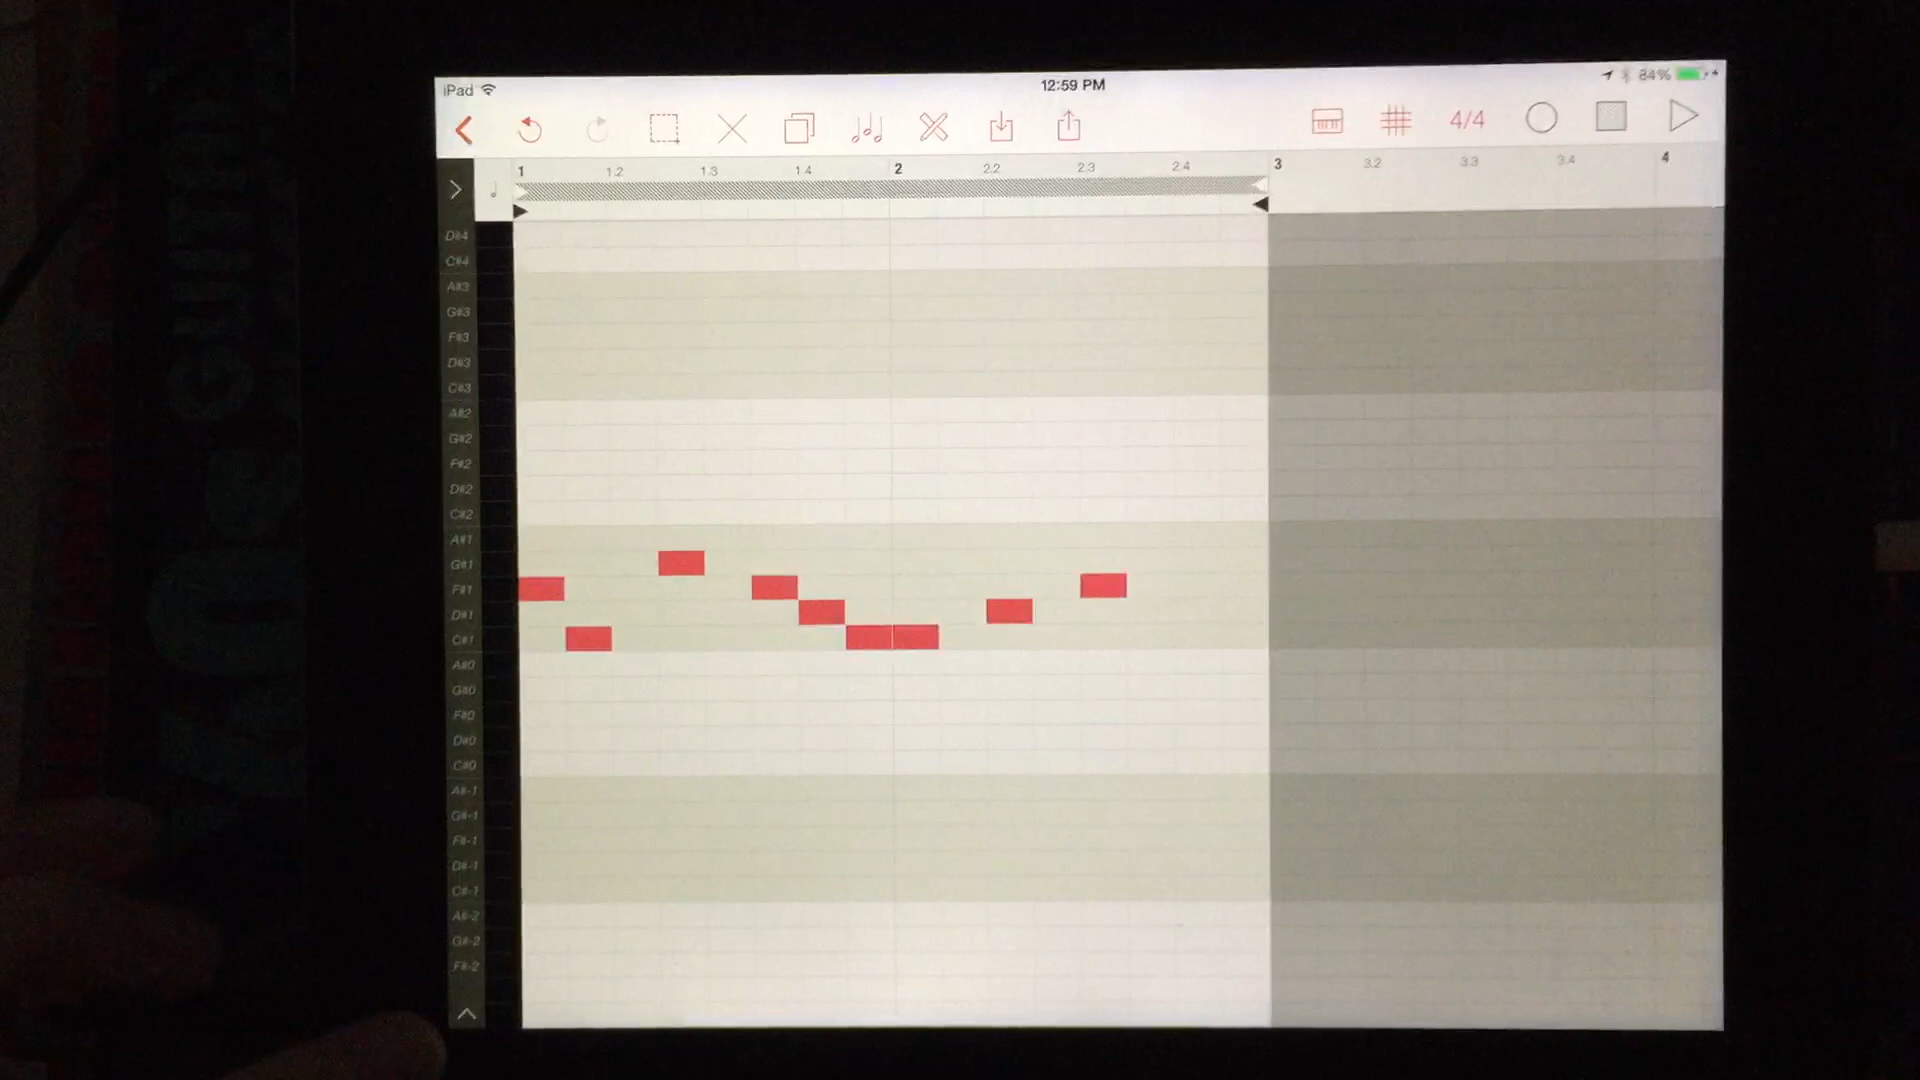 iPad 12:59 PM 84%
4/4
1 1.2 1.3 1.4 2 2.2 2.3 2.4 3 3.2 3.3 3.4 4
D#4
C#4
A#3
G#3
F#3
D#3
C#3
A#2
G#2
F#2
D#2
C#2
A#1
G#1
F#1
D#1
C#1
A#0
G#0
F#0
D#0
C#0
A#-1
G#-1
F#-1
D#-1
C#-1
A#-2
G#-2
F#-2